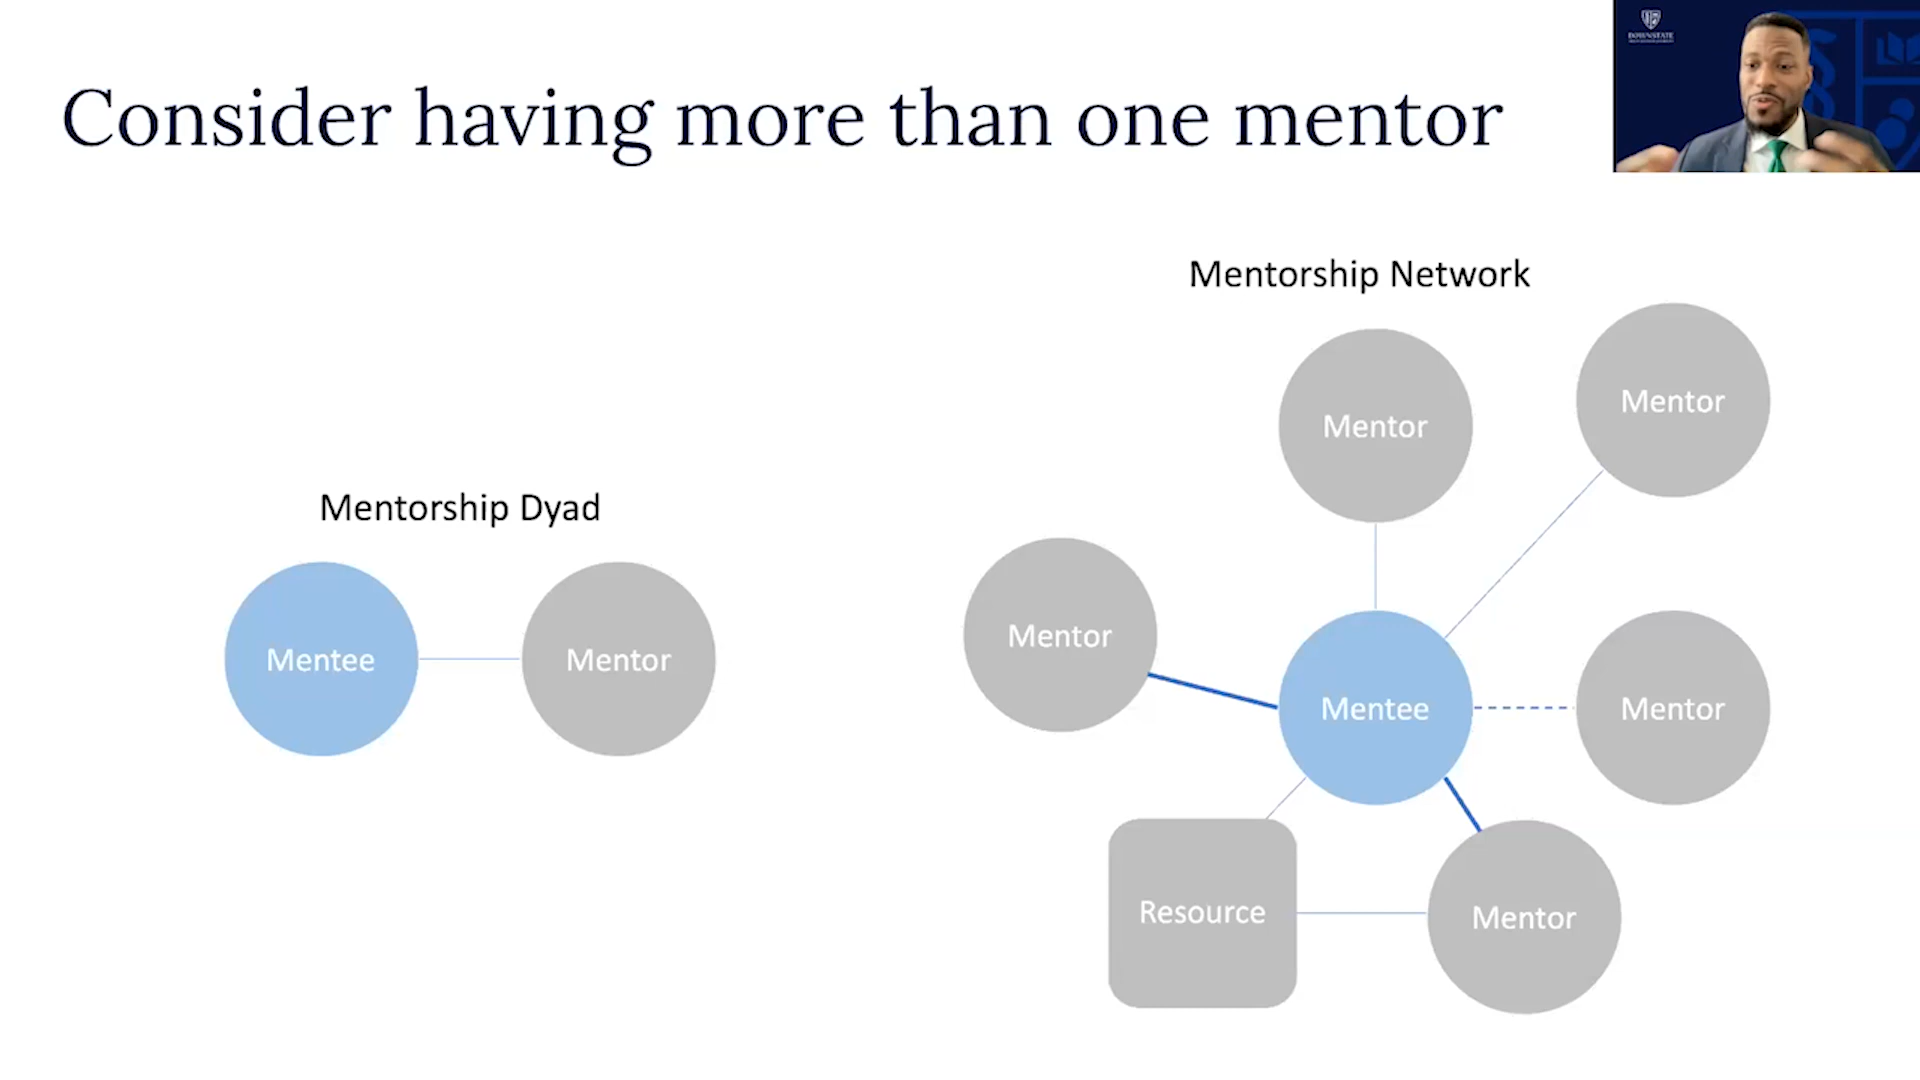 Consider having more than one mentor
DOWNSTATE
Mentorship Network
Mentor
Mentor
Mentorship Dyad
Mentor
Mentee
Mentor
Mentee
Mentor
Resource
Mentor